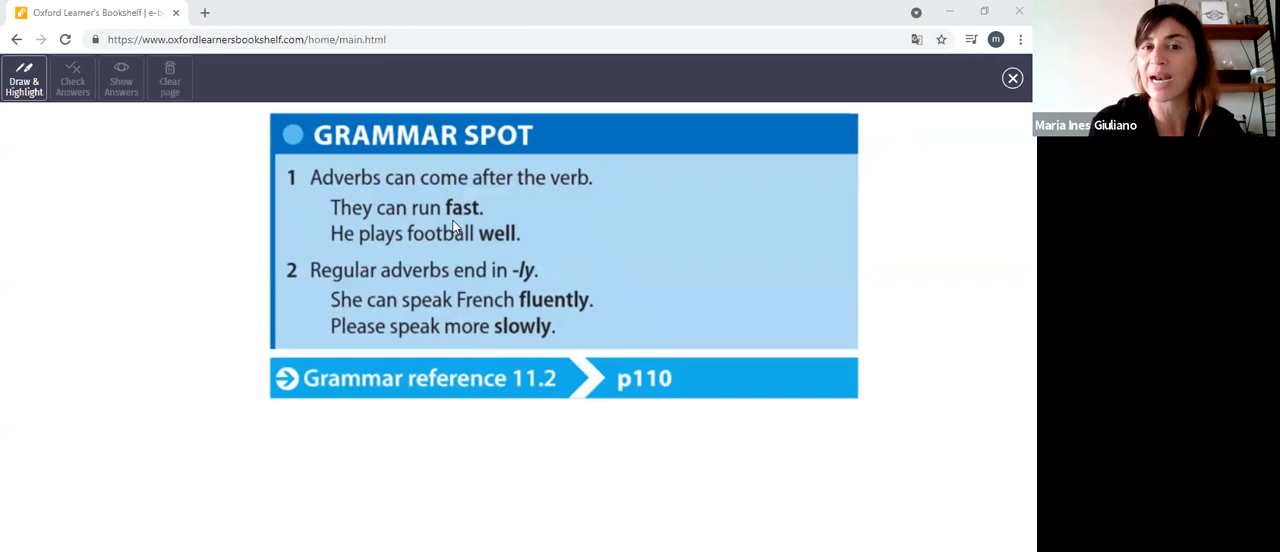 Oxford Learner's Bookshelf | e-b
https://www.oxfordlearnersbookshelf.com/home/main.html
m
Draw & Highlight
Check Answers
Show Answers
Clear page
Maria Ines Giuliano
GRAMMAR SPOT
1 Adverbs can come after the verb.
They can run fast.
He plays football well.
2 Regular adverbs end in -ly.
She can speak French fluently.
Please speak more slowly.
Grammar reference 11.2 p110